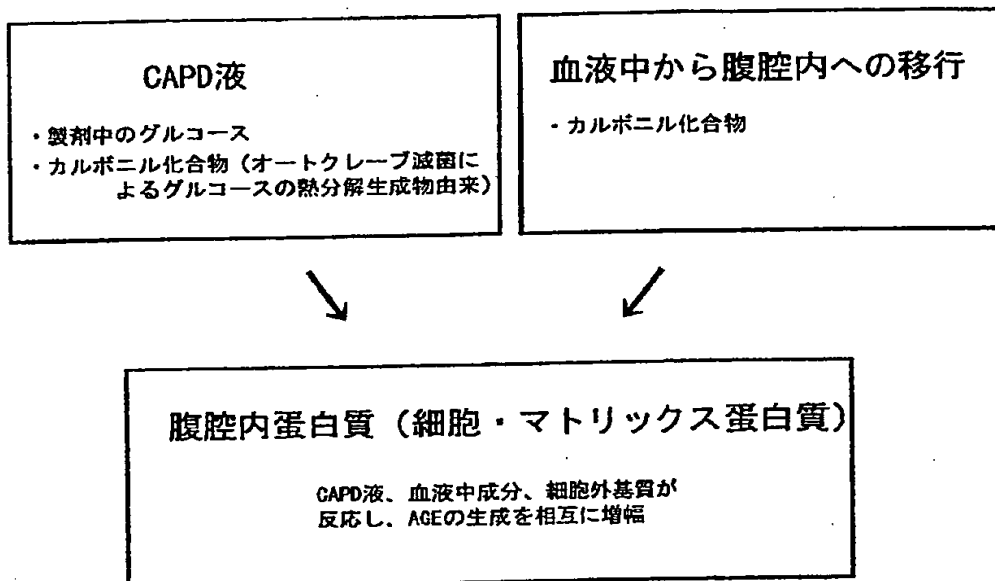 CAPD液
・製剤中のグルコース
・カルボニル化合物（オートクレーブ滅菌に
よるグルコースの熱分解生成物由来）
血液中から腹腔内への移行
・カルボニル化合物
腹腔内蛋白質（細胞・マトリックス蛋白質）
CAPD液、血液中成分、細胞外基質が
反応し、AGEの生成を相互に増幅